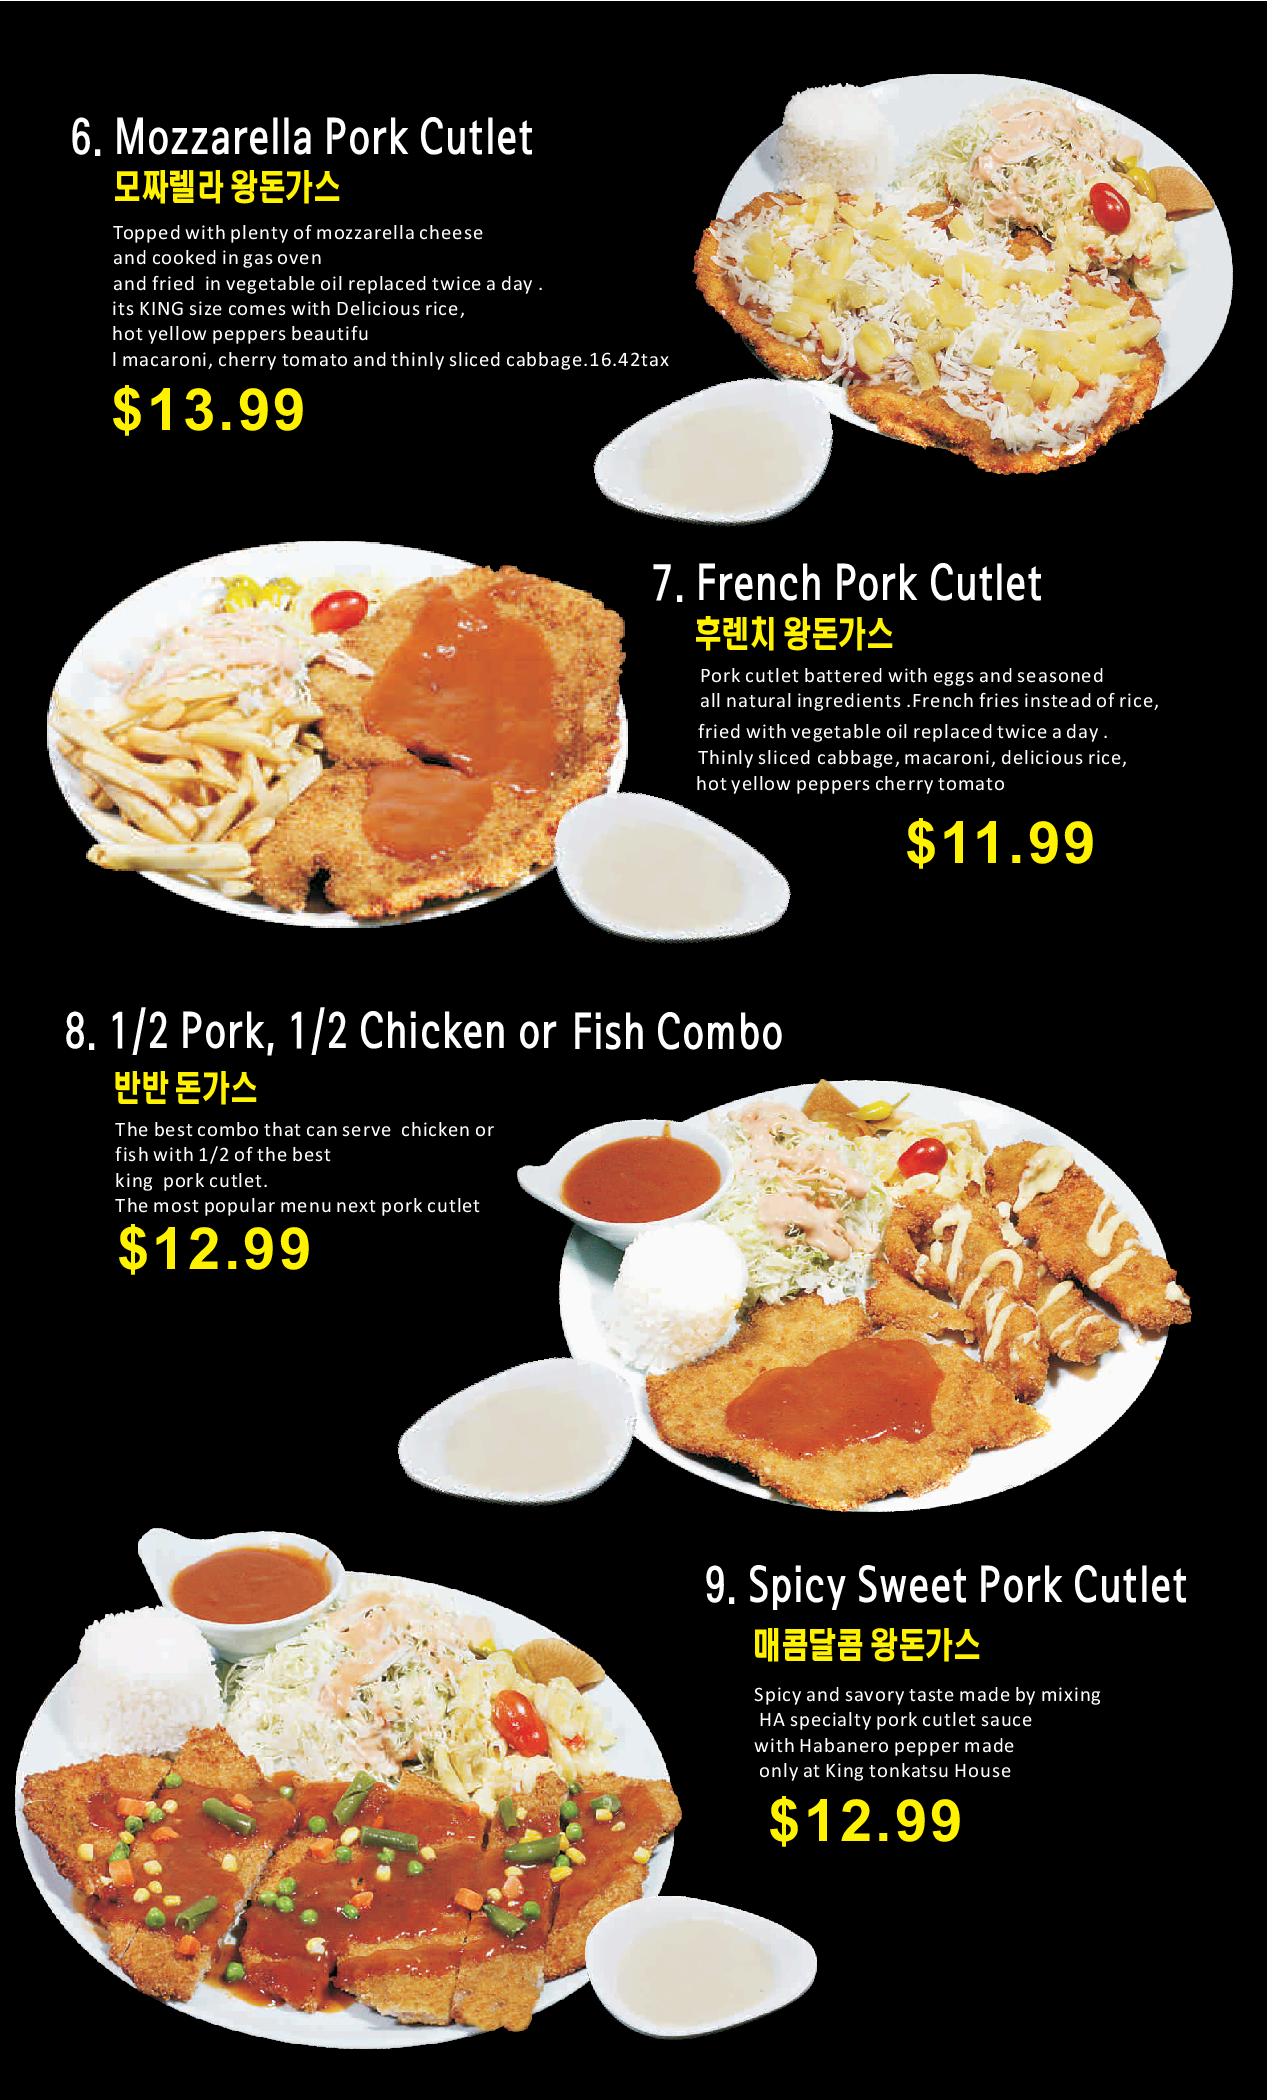 6. Mozzarella Pork Cutlet
모짜렐라 왕돈가스
Topped with plenty of mozzarella cheese
and cooked in gas oven
and fried in vegetable oil replaced twice a day .
its KING size comes with Delicious rice,
hot yellow peppers beautifu
l macaroni, cherry tomato and thinly sliced cabbage.16.42tax
$13.99
7. French Pork Cutlet
후렌치 왕돈가스
Pork cutlet battered with eggs and seasoned
all natural ingredients .French fries instead of rice,
fried with vegetable oil replaced twice a day .
Thinly sliced cabbage, macaroni, delicious rice,
hot yellow peppers cherry tomato
$11.99
8. 1/2 Pork, 1/2 Chicken or Fish Combo
반반 돈가스
The best combo that can serve chicken or
fish with 1/2 of the best
king pork cutlet.
The most popular menu next pork cutlet
$12.99
9. Spicy Sweet Pork Cutlet
매콤달콤 왕돈가스
Spicy and savory taste made by mixing
HA specialty pork cutlet sauce
with Habanero pepper made
only at King tonkatsu House
$12.99